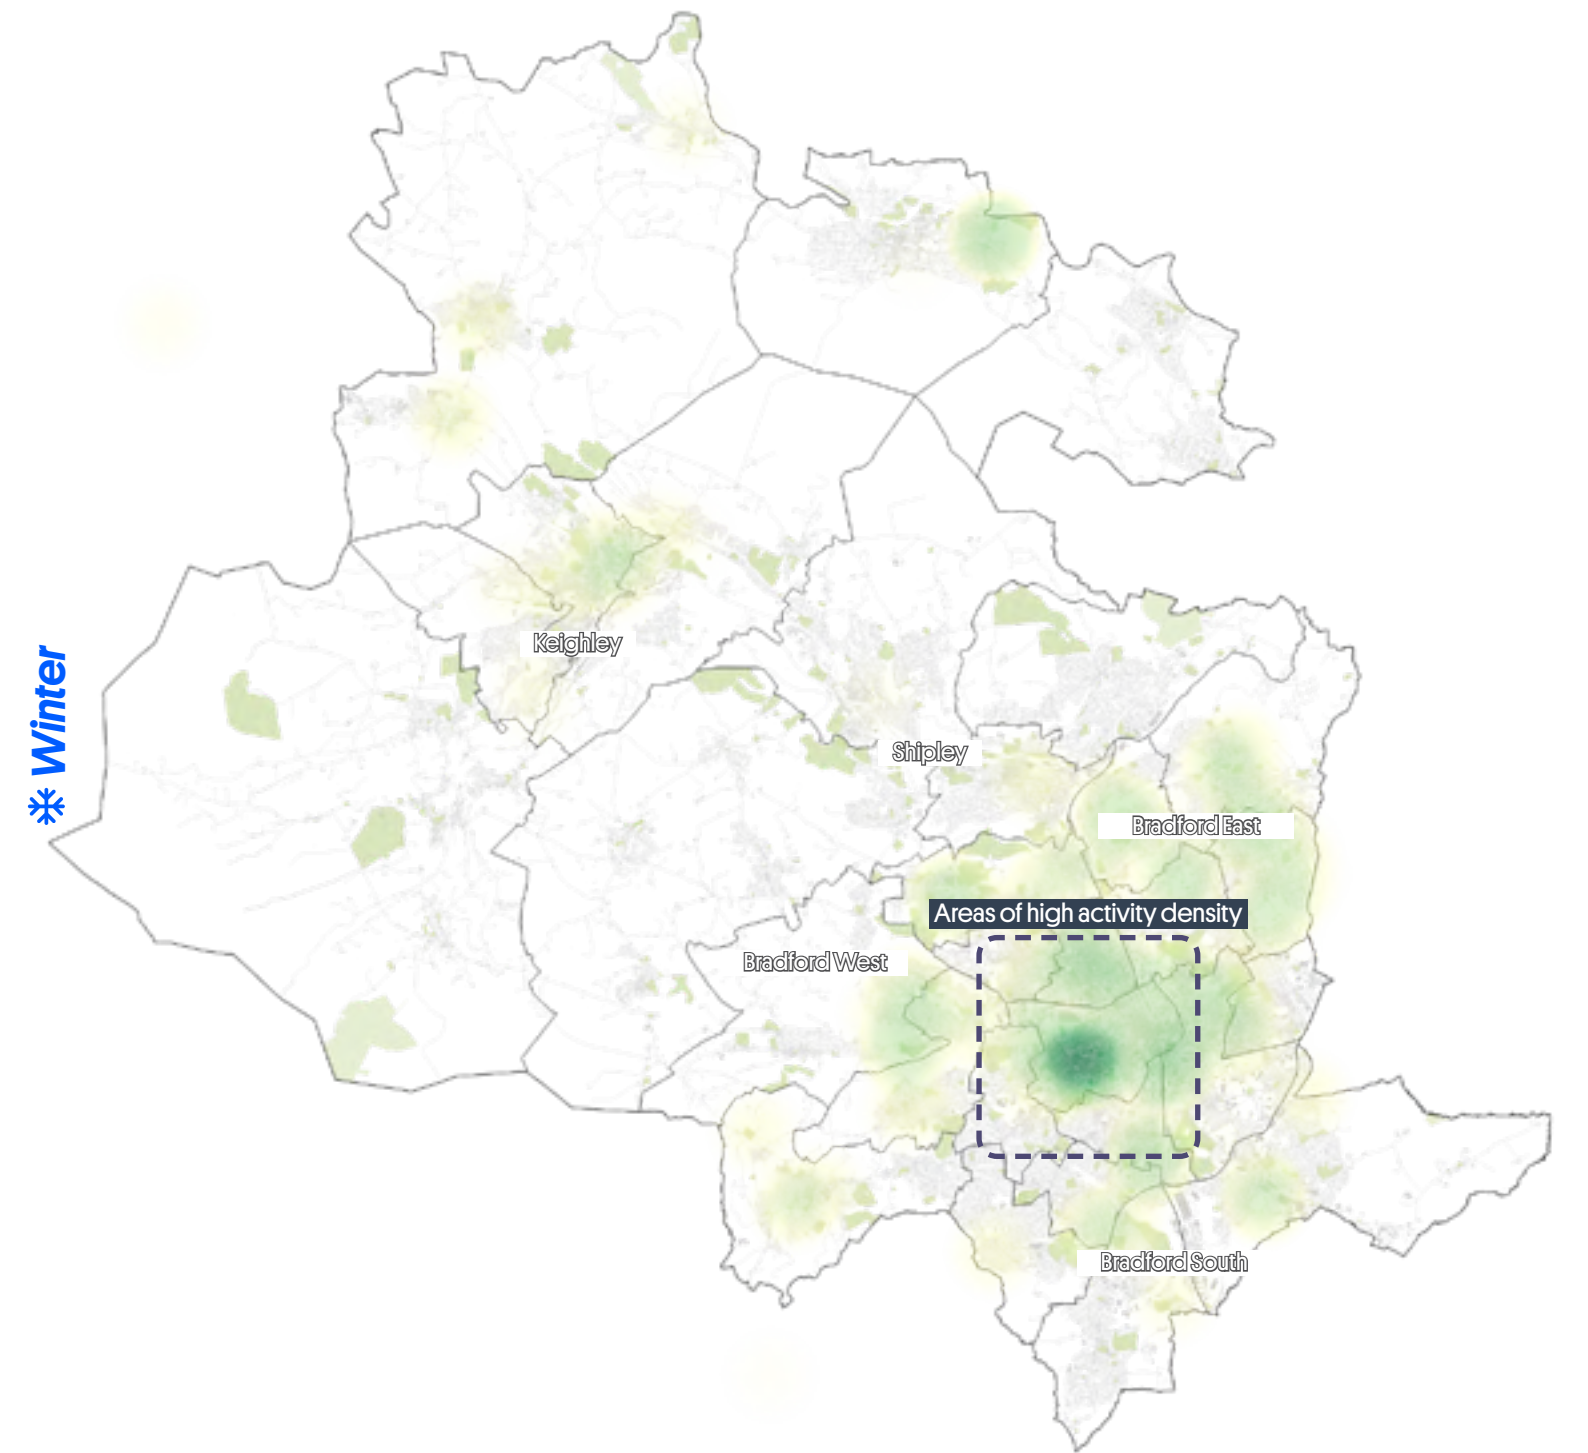 Winter
Keighley
Shipley
Bradford East
Areas of high activity density
Bradford West
Bradford South